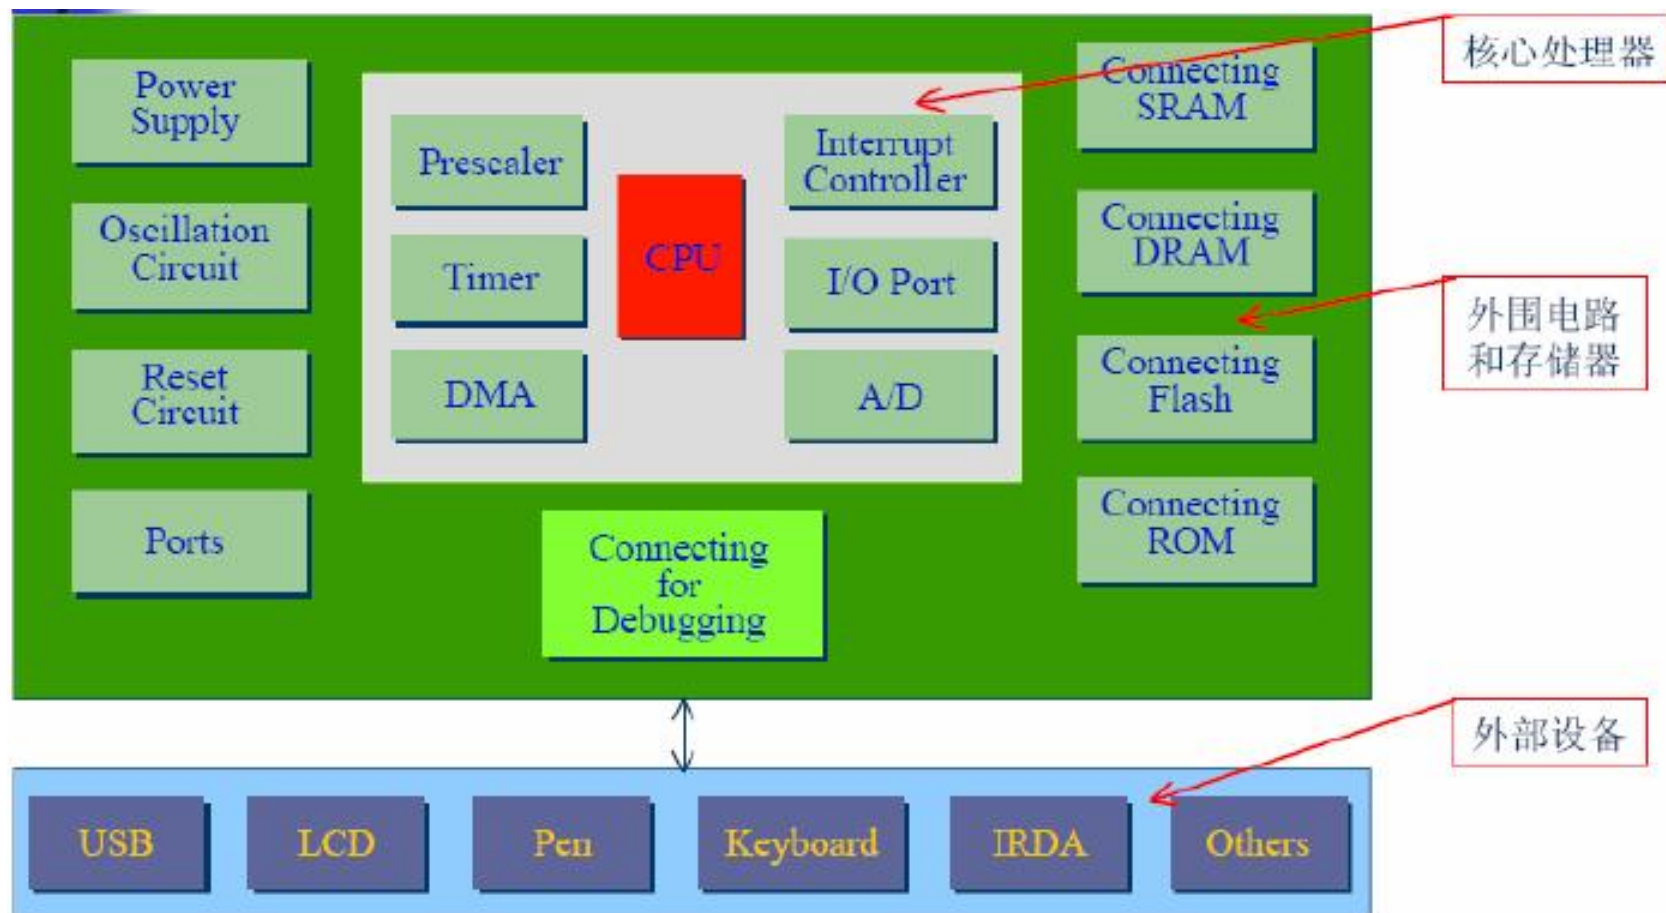 Power
Supply
Oscillation
Circuit
Reset
Circuit
Ports
Prescaler
Timer
DMA
CPU
Interrupt
Controller
I/O Port
A/D
Connecting
for
Debugging
Connecting
SRAM
Connecting
DRAM
Connecting
Flash
Connecting
ROM
核心处理器
外围电路
和存储器
外部设备
USB
LCD
Pen
Keyboard
IRDA
Others